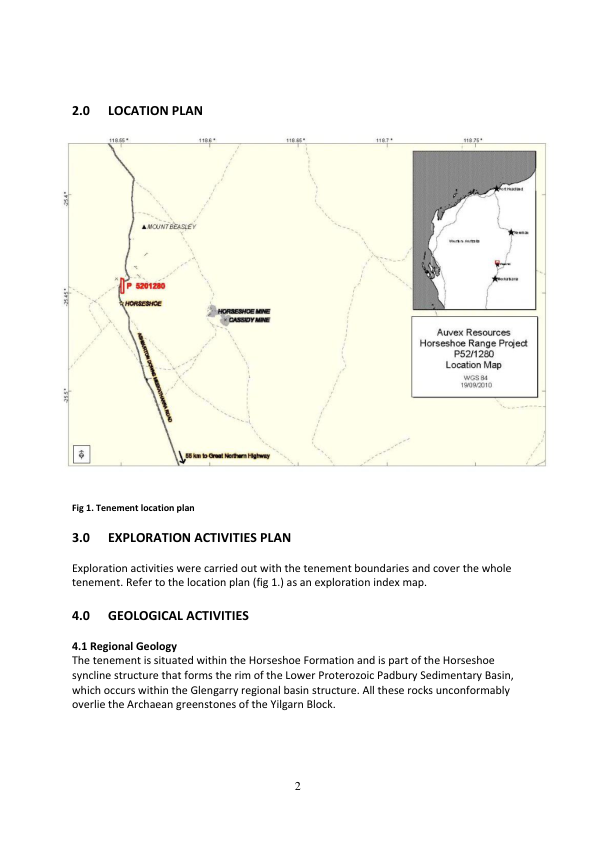 2.0 LOCATION PLAN
118.55° 118.6° 118.65° 118.7° 118.75°
-25.4°
-25.45°
-25.5°
MOUNT BEASLEY
P 5201280
HORSESHOE
HORSESHOE MINE
CASSIDY MINE
55 km to Great Northern Highway
Port Headland
Western Australia
Auvex Resources
Horseshoe Range Project
P52/1280
Location Map
WGS 84
19/09/2010
Fig 1. Tenement location plan
3.0 EXPLORATION ACTIVITIES PLAN
Exploration activities were carried out with the tenement boundaries and cover the whole
tenement. Refer to the location plan (fig 1.) as an exploration index map.
4.0 GEOLOGICAL ACTIVITIES
4.1 Regional Geology
The tenement is situated within the Horseshoe Formation and is part of the Horseshoe
syncline structure that forms the rim of the Lower Proterozoic Padbury Sedimentary Basin,
which occurs within the Glengarry regional basin structure. All these rocks unconformably
overlie the Archaean greenstones of the Yilgarn Block.
2